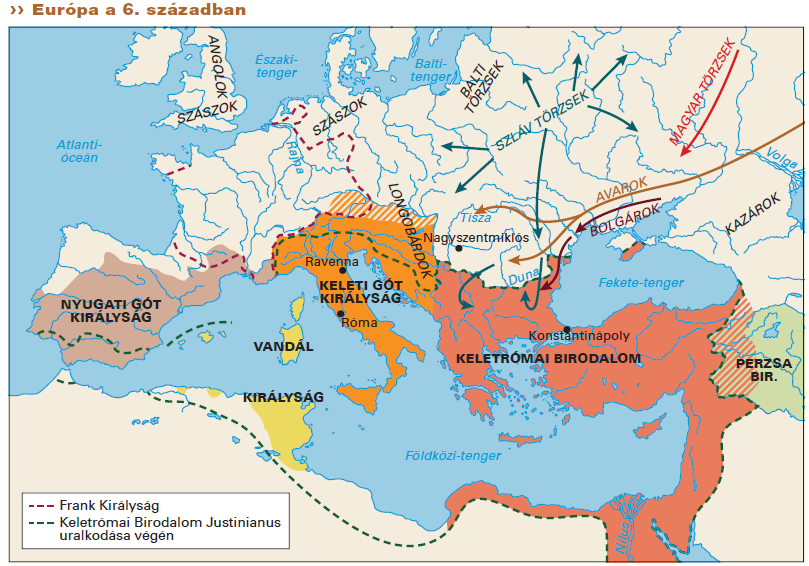 ›› Európa a 6. században
ANGOLOK
SZÁSZOK
Északi-
tenger
Balti-
tenger
BALTI
TÖRZSEK
SZLÁV TÖRZSEK
MAGYAR TÖRZSEK
Volga
Atlanti-
óceán
Rajna
SZÁSZOK
LONGOBÁRDOK
Tisza
AVAROK
BOLGÁROK
KAZÁROK
Nagyszentmiklós
Duna
Fekete-tenger
Ravenna
KELETI GÓT
KIRÁLYSÁG
Róma
NYUGATI GÓT
KIRÁLYSÁG
VANDÁL
KIRÁLYSÁG
Konstantinápoly
KELETRÓMAI BIRODALOM
PERZSA
BIR.
Földközi-tenger
Nílus
Frank Királyság
Keletrómai Birodalom Justinianus
uralkodása végén